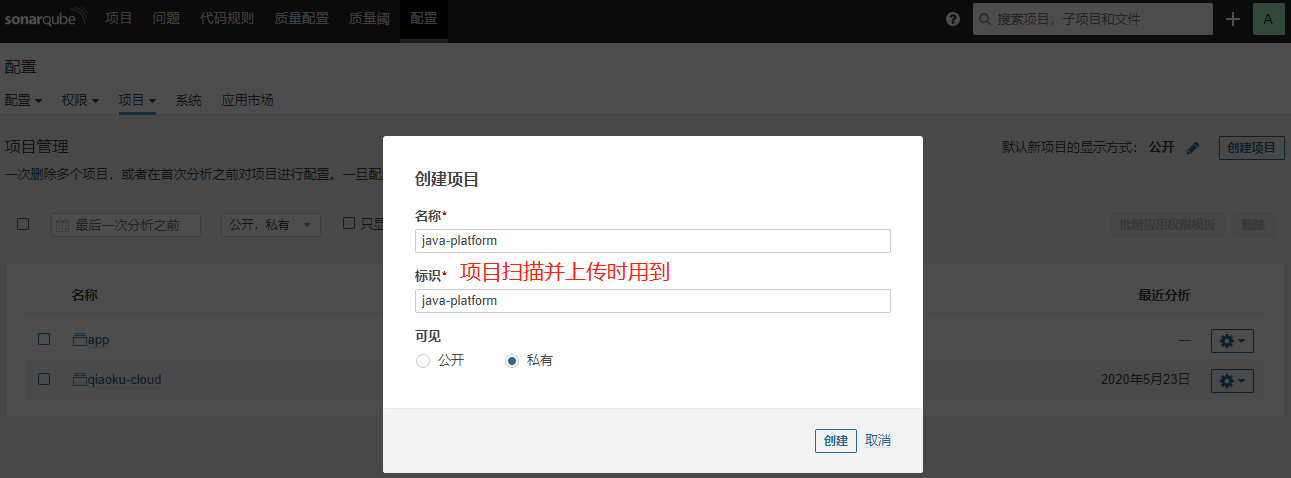 sonarqube 项目 问题 代码规则 质量配置 质量阈 配置 搜索项目，子项目和文件 A
配置
配置 权限 项目 系统 应用市场
项目管理 默认新项目的显示方式： 公开 创建项目
一次删除多个项目，或者在首次分析之前对项目进行配置。一旦配
最后一次分析之前 公开, 私有 只显 批量应用权限模板 删除
名称 最近分析
app —
qiaoku-cloud 2020年5月23日
创建项目
名称*
java-platform
标识* 项目扫描并上传时用到
java-platform
可见
公开 私有
创建 取消